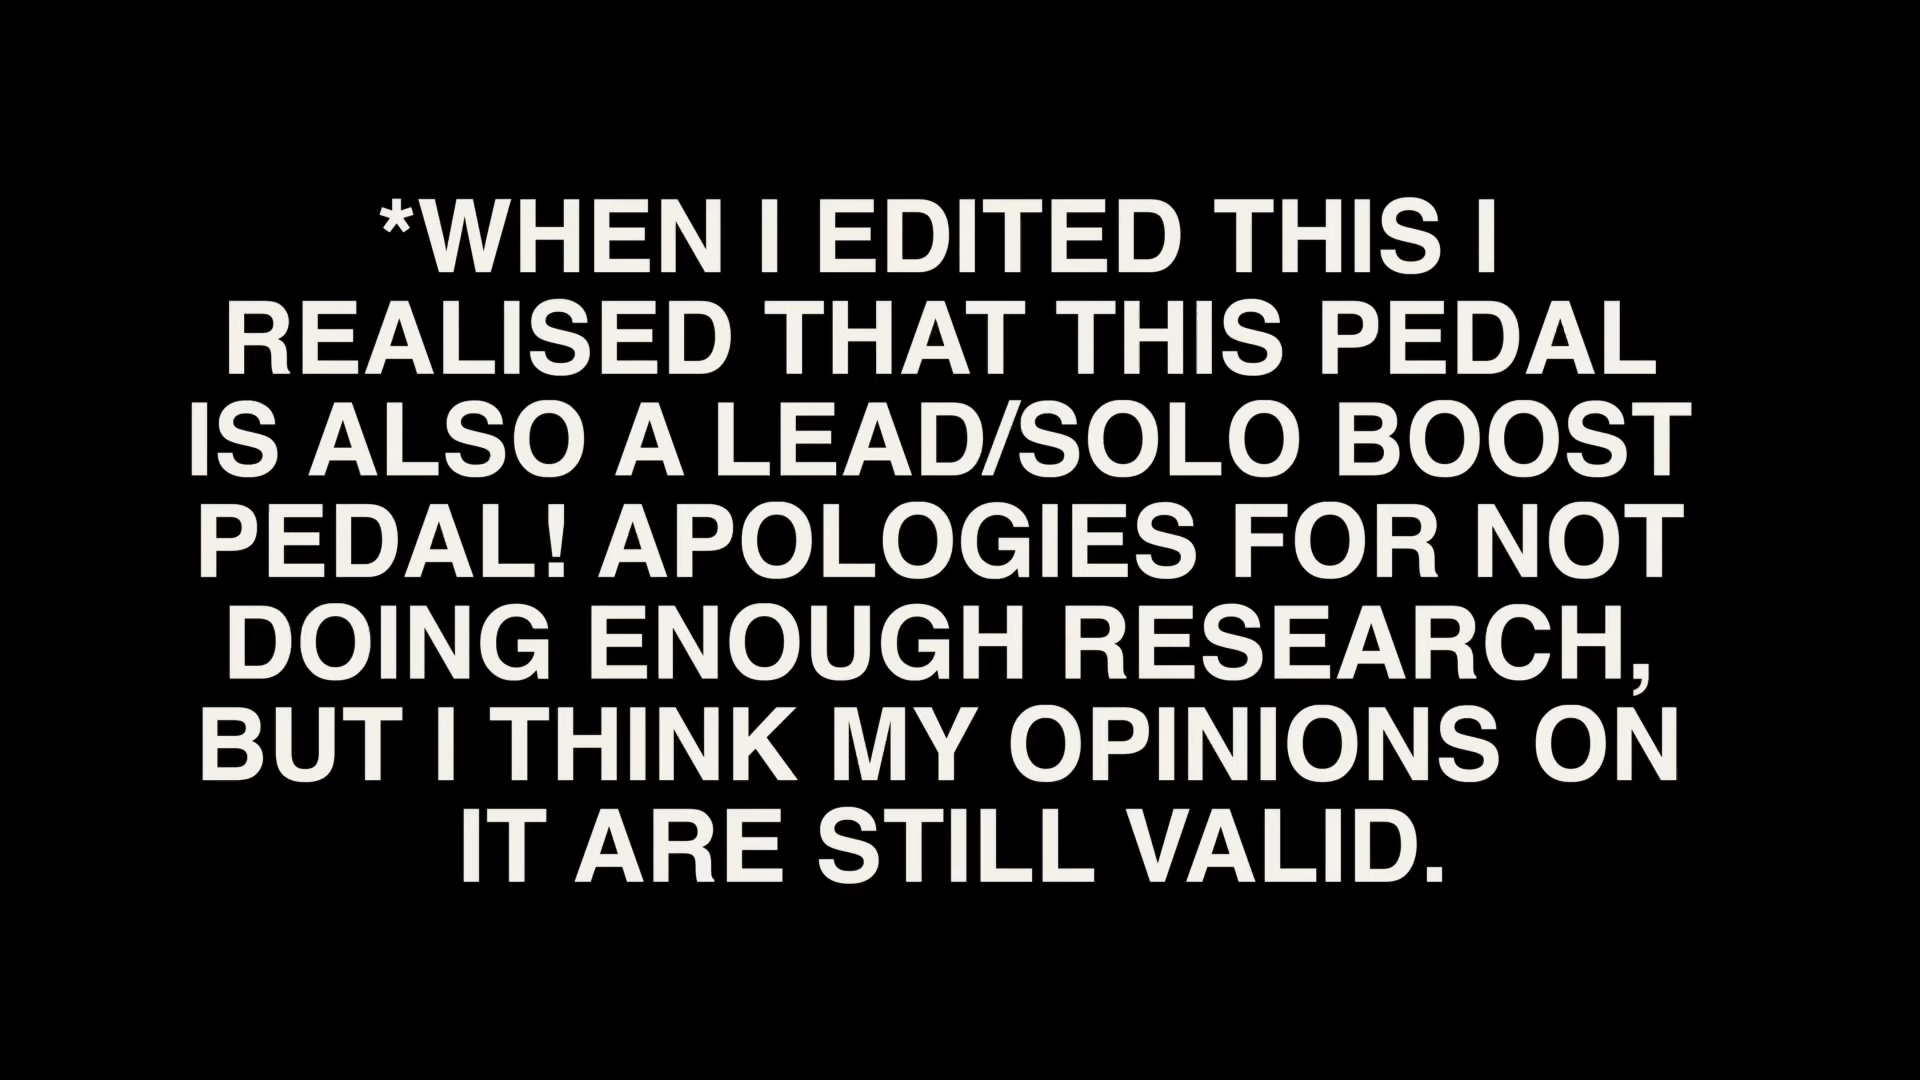 *WHEN I EDITED THIS I
REALISED THAT THIS PEDAL
IS ALSO A LEAD/SOLO BOOST
PEDAL! APOLOGIES FOR NOT
DOING ENOUGH RESEARCH,
BUT I THINK MY OPINIONS ON
IT ARE STILL VALID.